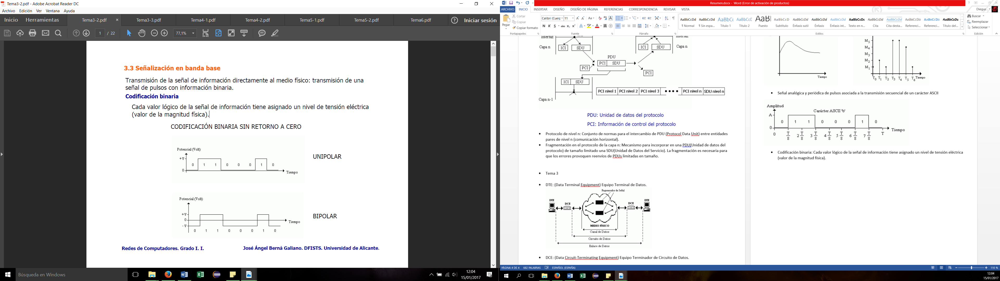 Tema3-2.pdf - Adobe Acrobat Reader DC
Archivo Edición Ver Ventana Ayuda
Inicio Herramientas Tema3-2.pdf × Tema3-3.pdf Tema4-1.pdf Tema4-2.pdf Tema5-1.pdf Tema5-2.pdf Tema6.pdf ? Iniciar sesión
1 / 22 77,1%
3.3 Señalización en banda base
Transmisión de la señal de información directamente al medio físico: transmisión de una
señal de pulsos con información binaria.
Codificación binaria
Cada valor lógico de la señal de información tiene asignado un nivel de tensión eléctrica
(valor de la magnitud física).
CODIFICACIÓN BINARIA SIN RETORNO A CERO
Potencial (Volt)
+V
0 1 1 0 0 0 1 0
0
Tiempo
UNIPOLAR
Potencial (Volt)
+V
0
- V
Tiempo
0 1 1 0 0 0 1 0
BIPOLAR
Redes de Computadores. Grado I. I. José Ángel Berná Galiano. DFISTS. Universidad de Alicante.
Búsqueda en Windows
12:04
15/01/2017
Resumen.docx - Word (Error de activación de productos)
ARCHIVO INICIO INSERTAR DISEÑO DISEÑO DE PÁGINA REFERENCIAS CORRESPONDENCIA REVISAR VISTA
Diegus .
Pegar
Cortar
Copiar
Copiar formato
Portapapeles
Calibri (Cuerp 11
N K S abc x₂ x²
Fuente
Párrafo
AaBbCcDd AaBbCcDd AaBbCc AaBbCcC AaBl AaBbCcD AaBbCcDd AaBbCcDd AaBbCcDd AaBbCcDc AaBbCcDd AaBbCcDd AaBbCcDd AaBbCcDd AaBbCcDc
¶ Normal ¶ Sin espa... Título 1 Título 2 Puesto Subtítulo Énfasis sutil Énfasis Énfasis int... Texto en n... Cita Cita desta... Referenci... Referenci... Título del...
Estilos
Buscar
Reemplazar
Seleccionar
Edición
Interfaz
Capa n
ICI SDU
PDU
PCI SDU
PCI
PCI
Interfaz
ICI SDU
Capa n
ICI SDU
Capa n-1
PCI nivel 1 PCI nivel 2 PCI nivel 3 • • • • PCI nivel n SDU nivel n
PDU: Unidad de datos del protocolo
PCI: Información de control del protocolo
• Protocolo de nivel n: Conjunto de normas para el intercambio de PDU (Protocol Data Unit) entre entidades
pares de nivel n (comunicación horizontal).
• Fragmentación en el protocolo de la capa n: Mecanismo para incorporar en una PDU(Unidad de datos del
protocolo) de tamaño limitado una SDU(Unidad de Datos del Servicio). La fragmentación es necesaria para
que los errores provoquen reenvíos de PDUs limitadas en tamaño.
• Tema 3
• DTE: (Data Terminal Equipment) Equipo Terminal de Datos.
Regenerador de Señal
DTE DCE DCE DTE
MEDIO FÍSICO
Canal de Datos
Circuito de Datos
Enlace de Datos
• DCE: (Data Circuit-Terminating Equipment) Equipo Terminador de Circuito de Datos.
Tiempo
M5
M4
M3
M2
M1
T0 T1 T2 T3 T4 T5 T6 Tiempo
• Señal analógica y periódica de pulsos asociada a la transmisión secuencial de un carácter ASCII
Amplitud
Carácter ASCII 'b'
A
0 1 1 0 0 0 1 0
0
Tiempo
0 T/8 2 T/8 3 T/8 4 T/8 5 T/8 6 T/8 7 T/8 T
• Codificación binaria: Cada valor lógico de la señal de información tiene asignado un nivel de tensión eléctrica
(valor de la magnitud física).
PÁGINA 4 DE 4 682 PALABRAS ESPAÑOL (ESPAÑA)
110 %
12:04
15/01/2017